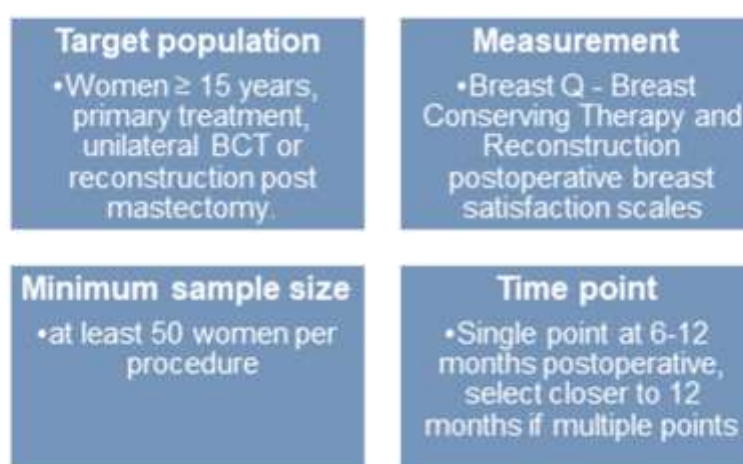 Target population
•Women ≥ 15 years,
primary treatment,
unilateral BCT or
reconstruction post
mastectomy.
Measurement
•Breast Q - Breast
Conserving Therapy and
Reconstruction
postoperative breast
satisfaction scales
Minimum sample size
•at least 50 women per
procedure
Time point
•Single point at 6-12
months postoperative,
select closer to 12
months if multiple points